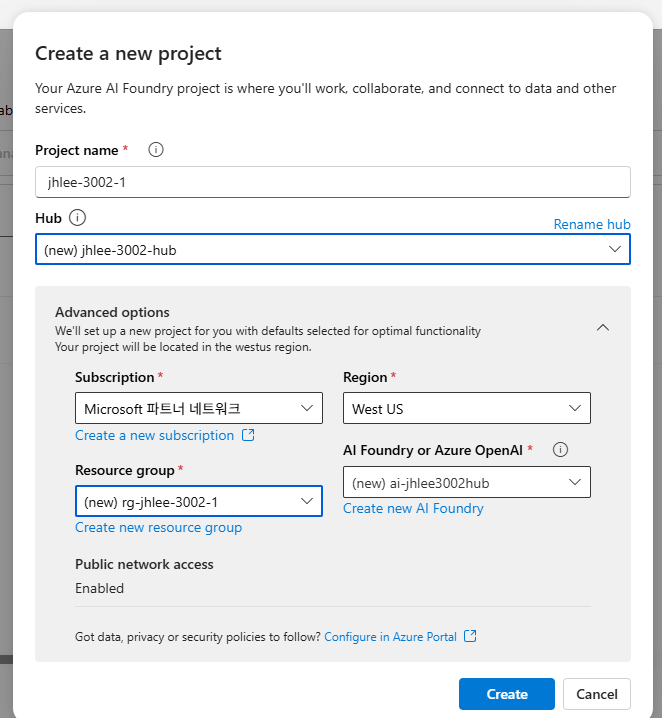 Create a new project
Your Azure AI Foundry project is where you'll work, collaborate, and connect to data and other
services.
Project name *
jhlee-3002-1
Hub
Rename hub
(new) jhlee-3002-hub
Advanced options
We'll set up a new project for you with defaults selected for optimal functionality
Your project will be located in the westus region.
Subscription *
Microsoft 파트너 네트워크
Create a new subscription
Region *
West US
Resource group *
(new) rg-jhlee-3002-1
Create new resource group
AI Foundry or Azure OpenAI *
(new) ai-jhlee3002hub
Create new AI Foundry
Public network access
Enabled
Got data, privacy or security policies to follow? Configure in Azure Portal
Create
Cancel